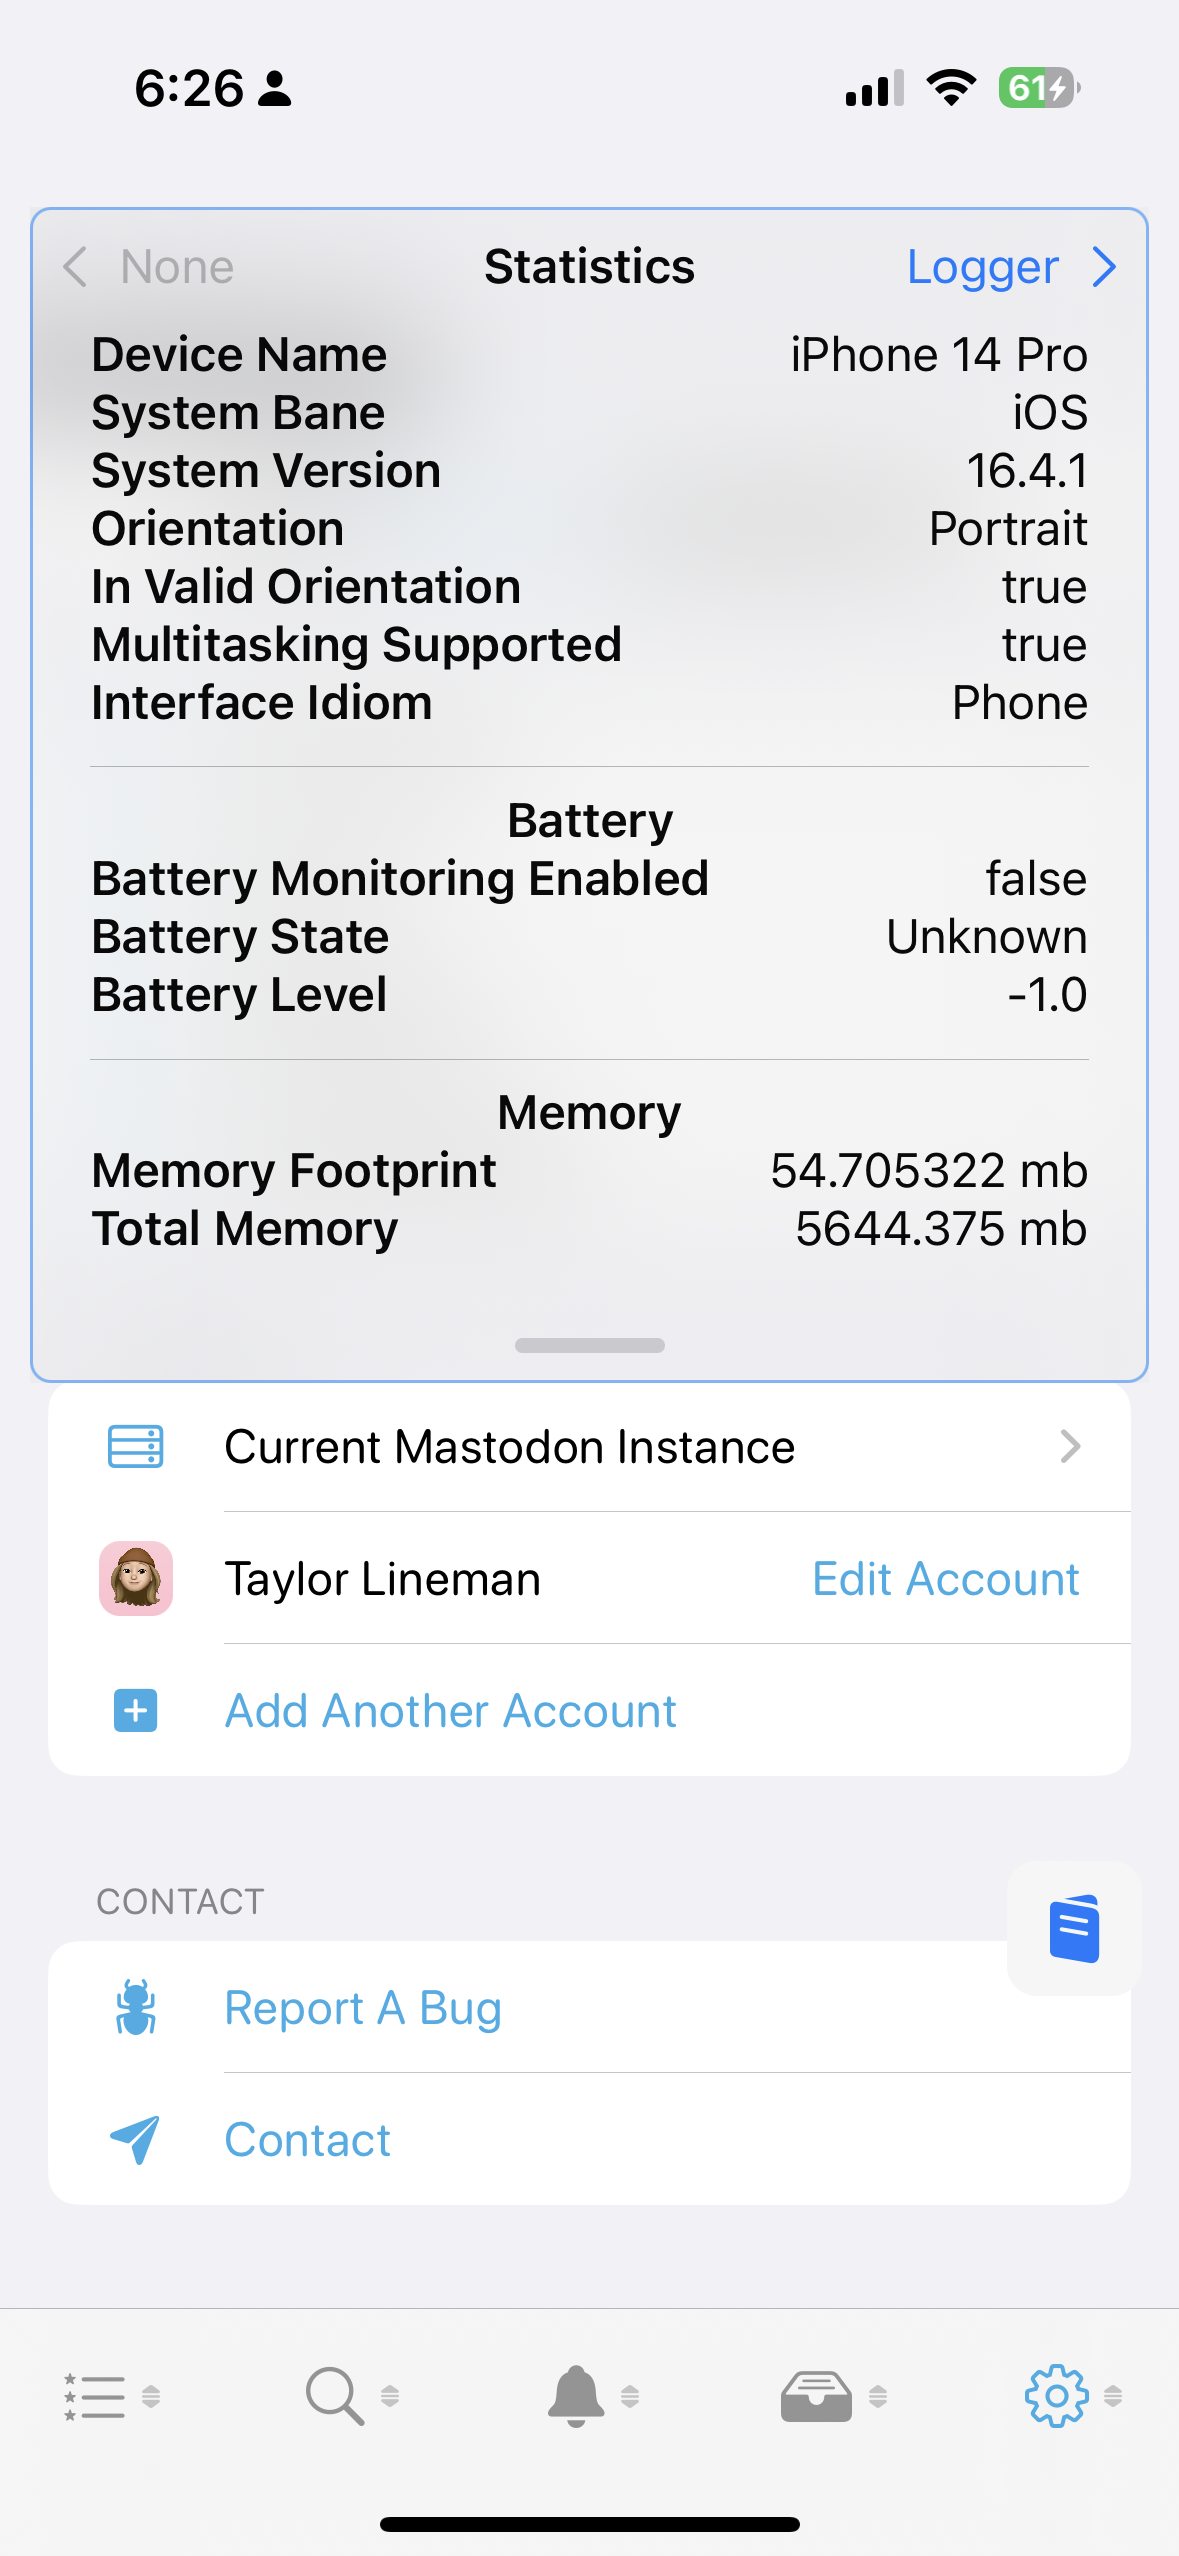 6:26
61
None Statistics Logger
Device Name iPhone 14 Pro
System Bane iOS
System Version 16.4.1
Orientation Portrait
In Valid Orientation true
Multitasking Supported true
Interface Idiom Phone
Battery
Battery Monitoring Enabled false
Battery State Unknown
Battery Level -1.0
Memory
Memory Footprint 54.705322 mb
Total Memory 5644.375 mb
Current Mastodon Instance
Taylor Lineman Edit Account
Add Another Account
CONTACT
Report A Bug
Contact